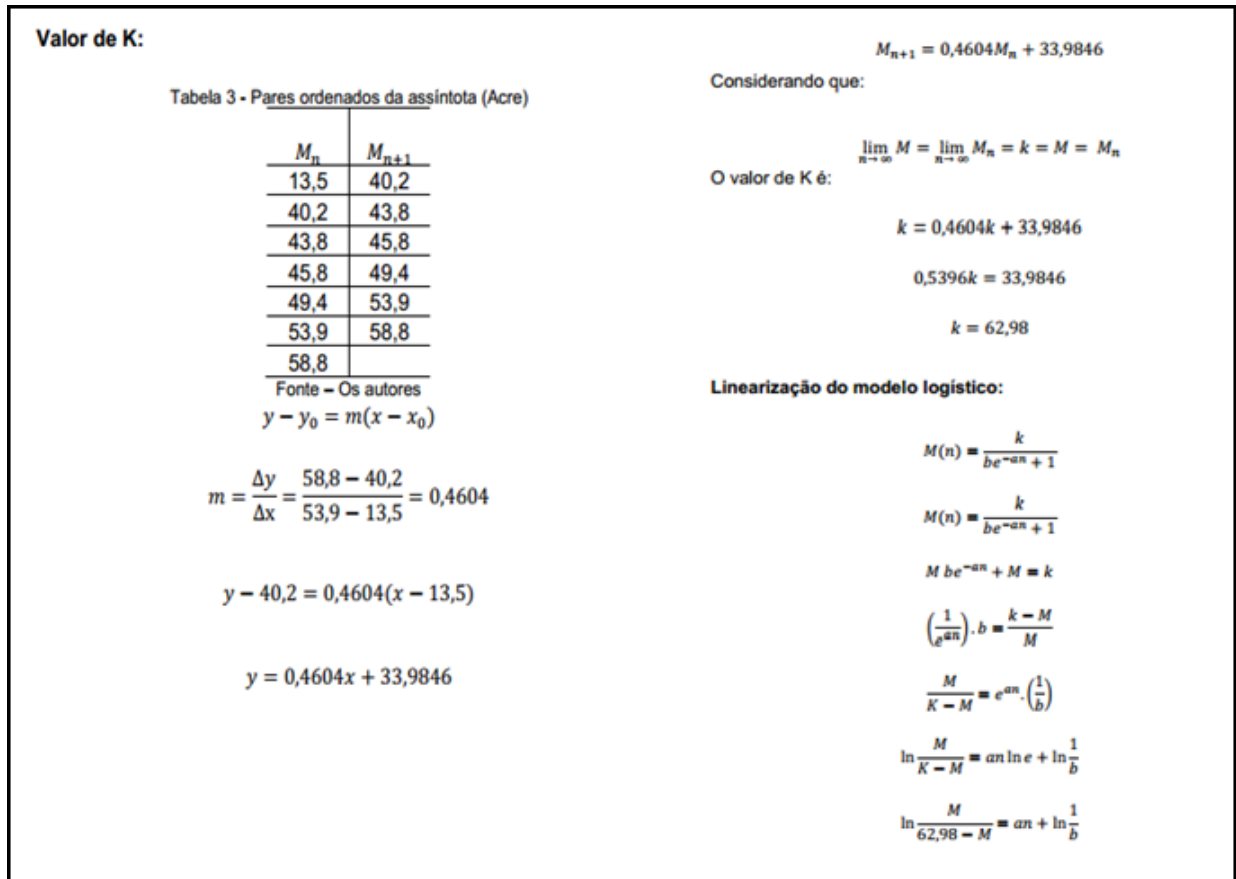 Valor de K:
Tabela 3 - Pares ordenados da assíntota (Acre)
M_n | M_{n+1}
13,5 | 40,2
40,2 | 43,8
43,8 | 45,8
45,8 | 49,4
49,4 | 53,9
53,9 | 58,8
58,8 |
Fonte – Os autores
y − y₀ = m(x − x₀)
m = Δy/Δx = (58,8 − 40,2)/(53,9 − 13,5) = 0,4604
y − 40,2 = 0,4604(x − 13,5)
y = 0,4604x + 33,9846
M_{n+1} = 0,4604M_n + 33,9846
Considerando que:
lim_{n→∞} M = lim_{n→∞} M_n = k = M = M_n
O valor de K é:
k = 0,4604k + 33,9846
0,5396k = 33,9846
k = 62,98
Linearização do modelo logístico:
M(n) = k/(be^{−an} + 1)
M(n) = k/(be^{−an} + 1)
M be^{−an} + M = k
(1/e^{an}). b = (k − M)/M
M/(K − M) = e^{an}.(1/b)
ln M/(K − M) = an ln e + ln 1/b
ln M/(62,98 − M) = an + ln 1/b